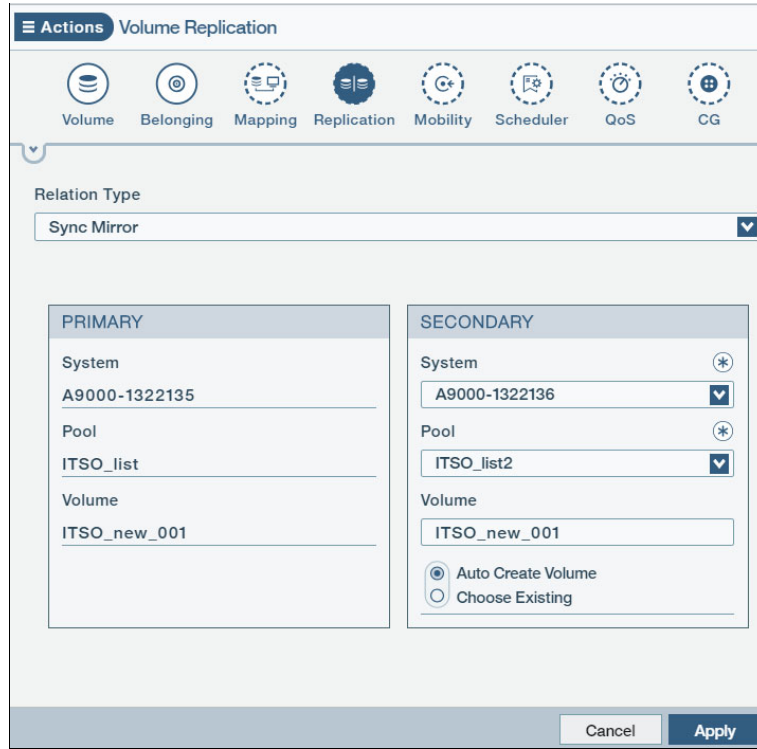 Actions Volume Replication
Volume Belonging Mapping Replication Mobility Scheduler QoS CG
Relation Type
Sync Mirror
PRIMARY
System
A9000-1322135
Pool
ITSO_list
Volume
ITSO_new_001
SECONDARY
System
A9000-1322136
Pool
ITSO_list2
Volume
ITSO_new_001
Auto Create Volume
Choose Existing
Cancel Apply